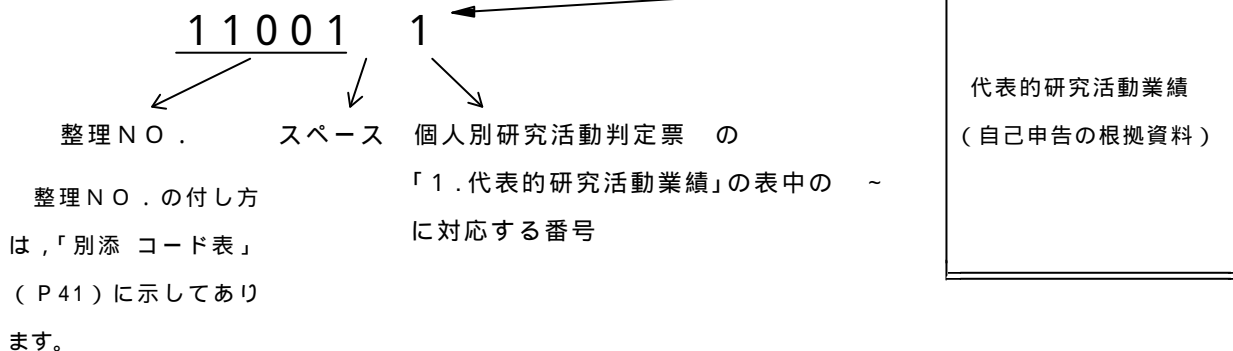 １１００１　１
整理ＮＯ．　スペース　個人別研究活動判定票　の
「１．代表的研究活動業績」の表中の　～
に対応する番号
整理ＮＯ．の付し方
は，「別添 コード表」
（P41）に示してあり
ます。
代表的研究活動業績
（自己申告の根拠資料）